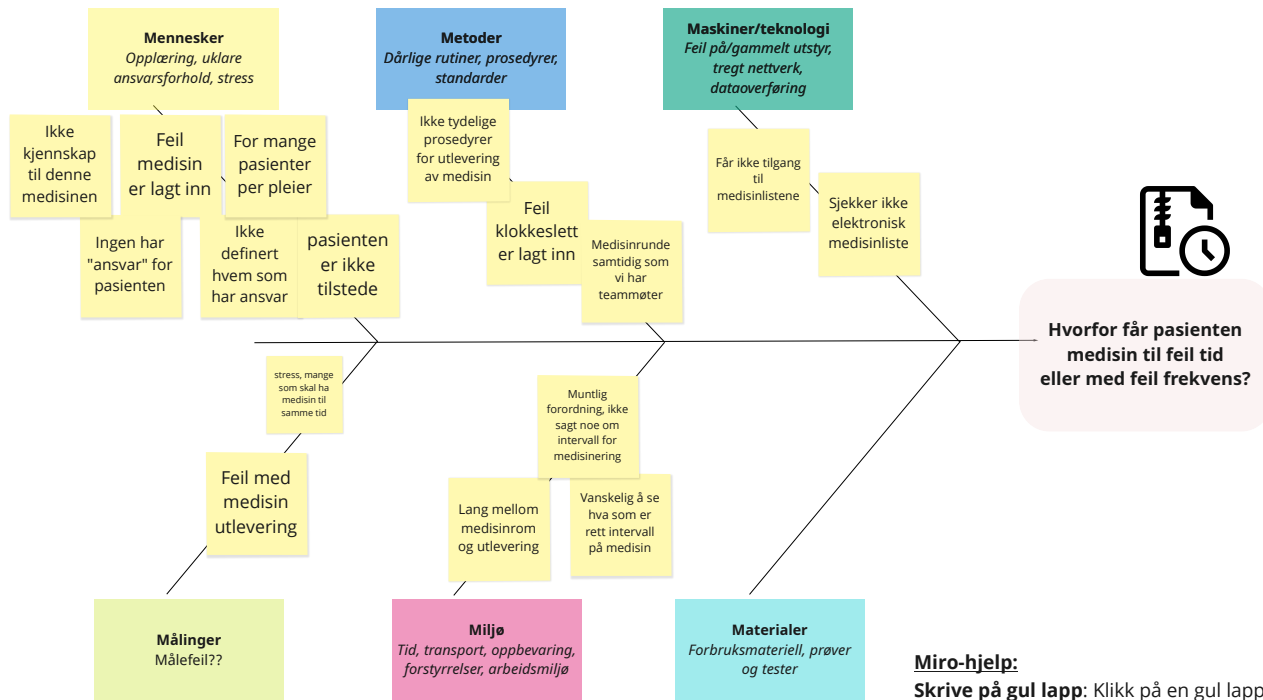 Mennesker
Opplæring, uklare
ansvarsforhold, stress
Metoder
Dårlige rutiner, prosedyrer,
standarder
Maskiner/teknologi
Feil på/gammelt utstyr,
tregt nettverk,
dataoverføring
Ikke
kjennskap
til denne
medisinen
Feil
medisin
er lagt inn
For mange
pasienter
per pleier
Ingen har
"ansvar" for
pasienten
Ikke
definert
hvem som
har ansvar
pasienten
er ikke
tilstede
Ikke tydelige
prosedyrer
for utlevering
av medisin
Feil
klokkeslett
er lagt inn
Medisinrunde
samtidig som
vi har
teammøter
Får ikke tilgang
til
medisinlistene
Sjekker ikke
elektronisk
medisinliste
Hvorfor får pasienten
medisin til feil tid
eller med feil frekvens?
stress, mange
som skal ha
medisin til
samme tid
Feil med
medisin
utlevering
Muntlig
forordning, ikke
sagt noe om
intervall for
medisinering
Lang mellom
medisinrom
og utlevering
Vanskelig å se
hva som er
rett intervall
på medisin
Målinger
Målefeil??
Miljø
Tid, transport, oppbevaring,
forstyrrelser, arbeidsmiljø
Materialer
Forbruksmateriell, prøver
og tester
Miro-hjelp:
Skrive på gul lapp: Klikk på en gul lapp